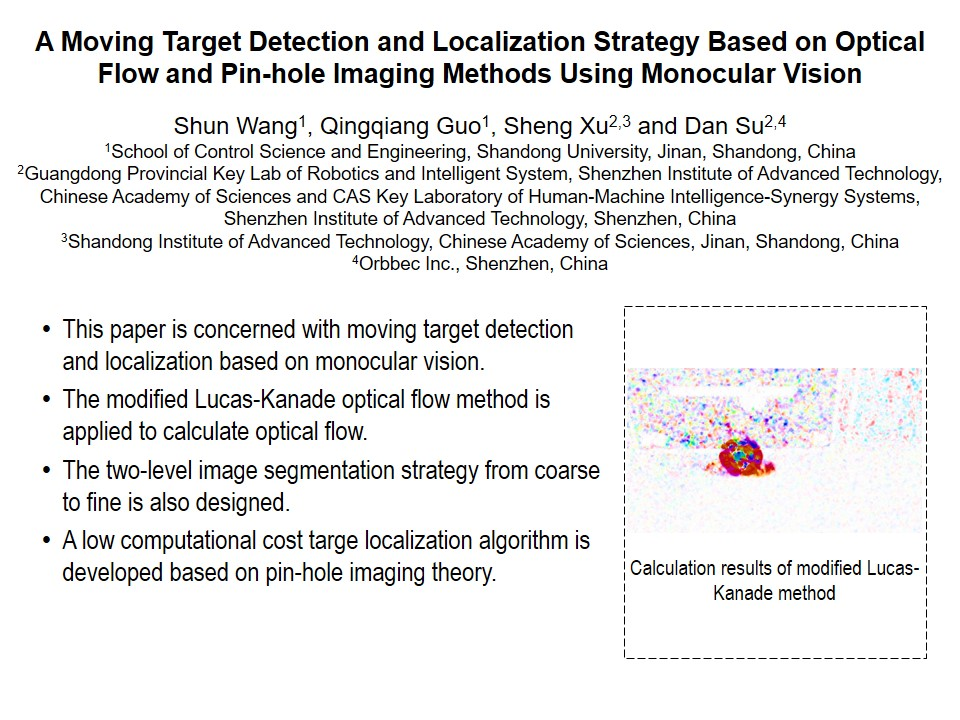 A Moving Target Detection and Localization Strategy Based on Optical
Flow and Pin-hole Imaging Methods Using Monocular Vision
Shun Wang1, Qingqiang Guo1, Sheng Xu2,3 and Dan Su2,4
1School of Control Science and Engineering, Shandong University, Jinan, Shandong, China
2Guangdong Provincial Key Lab of Robotics and Intelligent System, Shenzhen Institute of Advanced Technology,
Chinese Academy of Sciences and CAS Key Laboratory of Human-Machine Intelligence-Synergy Systems,
Shenzhen Institute of Advanced Technology, Shenzhen, China
3Shandong Institute of Advanced Technology, Chinese Academy of Sciences, Jinan, Shandong, China
4Orbbec Inc., Shenzhen, China
• This paper is concerned with moving target detection
and localization based on monocular vision.
• The modified Lucas-Kanade optical flow method is
applied to calculate optical flow.
• The two-level image segmentation strategy from coarse
to fine is also designed.
• A low computational cost targe localization algorithm is
developed based on pin-hole imaging theory.
Calculation results of modified Lucas-
Kanade method